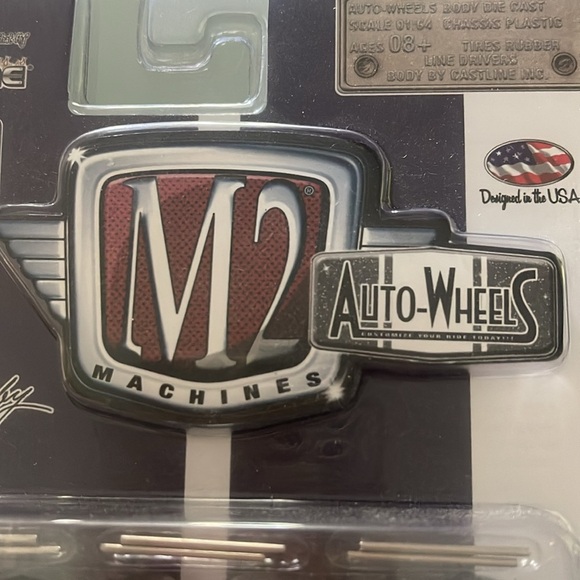 AUTO-WHEELS BODY DIE CAST
SCALE 01:64 CHASSIS PLASTIC
AGES 08+ TIRES RUBBER
LINE DRIVERS
BODY BY CASTLINE INC.
Designed in the USA
M2®
MACHINES
AUTO-WHEELS
CUSTOMIZE YOUR RIDE TODAY!!!